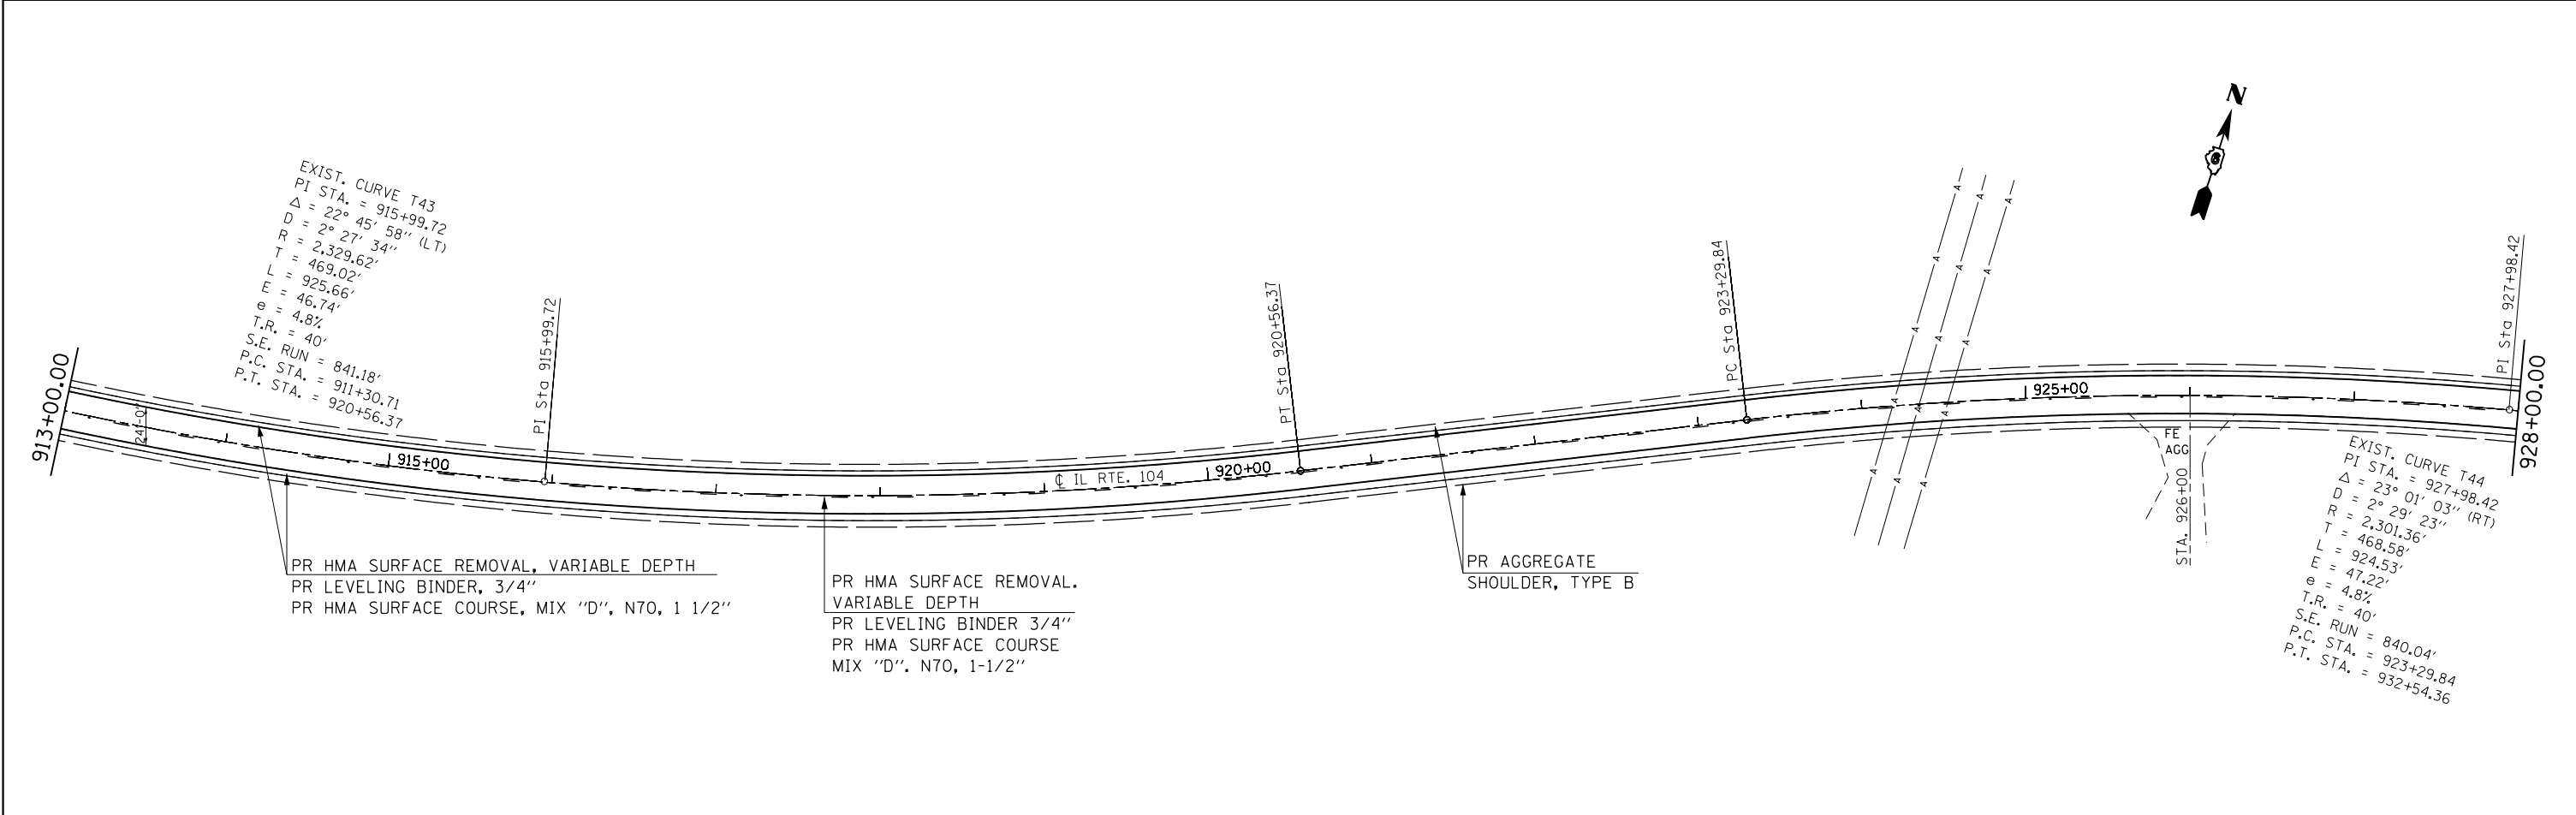 N
EXIST. CURVE T43
PI STA. = 915+99.72
Δ = 22° 45' 58" (LT)
D = 2° 27' 34"
R = 2,329.62'
T = 469.02'
L = 925.66'
E = 46.74'
e = 4.8%
T.R. = 40'
S.E. RUN = 841.18'
P.C. STA. = 911+30.71
P.T. STA. = 920+56.37
913+00.00
24'-0"
PI Sta 915+99.72
915+00
℄ IL RTE. 104
920+00
PT Sta 920+56.37
PC Sta 923+29.84
A A A A
A A A A
A A A A
925+00
PI Sta 927+98.42
928+00.00
FE
AGG
STA. 926+00
PR HMA SURFACE REMOVAL, VARIABLE DEPTH
PR LEVELING BINDER, 3/4"
PR HMA SURFACE COURSE, MIX "D", N70, 1 1/2"
PR HMA SURFACE REMOVAL.
VARIABLE DEPTH
PR LEVELING BINDER 3/4"
PR HMA SURFACE COURSE
MIX "D". N70, 1-1/2"
PR AGGREGATE
SHOULDER, TYPE B
EXIST. CURVE T44
PI STA. = 927+98.42
Δ = 23° 01' 03" (RT)
D = 2° 29' 23"
R = 2,301.36'
T = 468.58'
L = 924.53'
E = 47.22'
e = 4.8%
T.R. = 40'
S.E. RUN = 840.04'
P.C. STA. = 923+29.84
P.T. STA. = 932+54.36